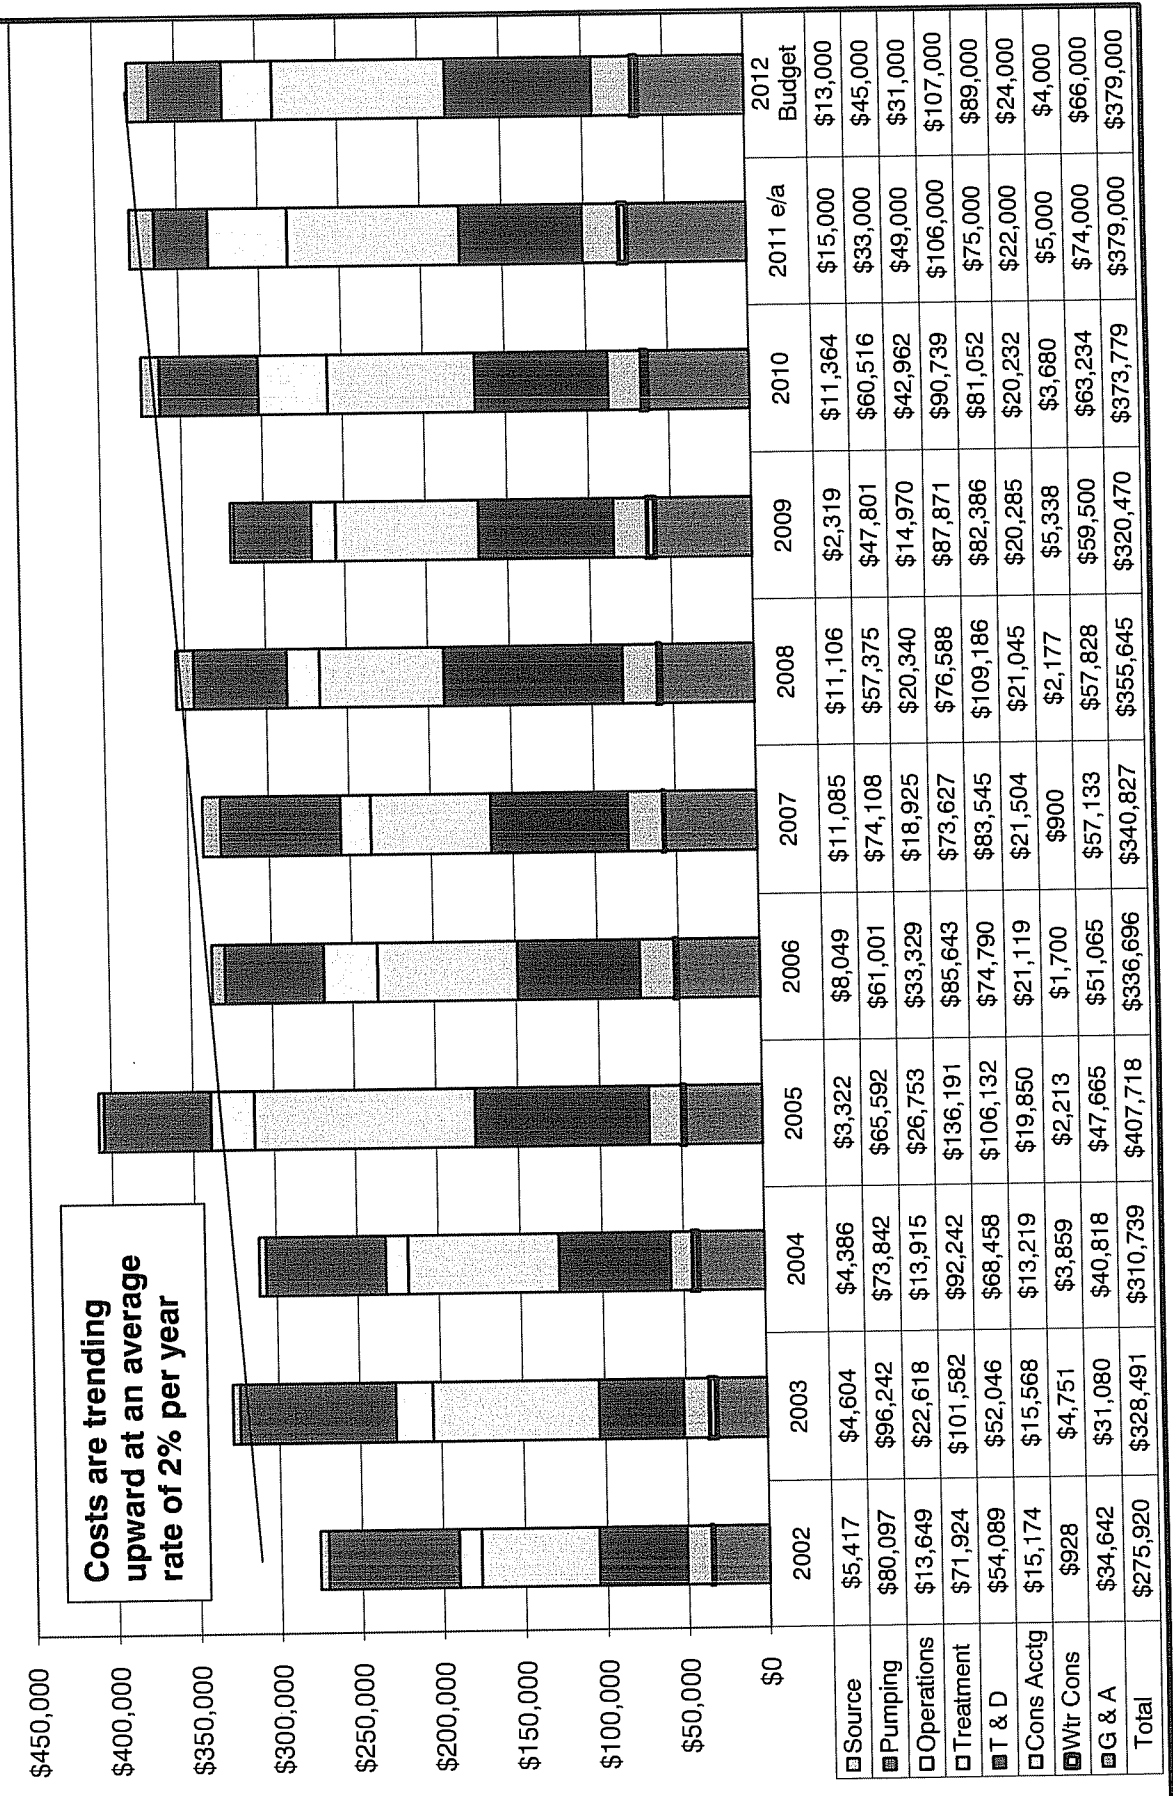 Costs are trending
upward at an average
rate of 2% per year
$450,000
$400,000
$350,000
$300,000
$250,000
$200,000
$150,000
$100,000
$50,000
$0
2002 2003 2004 2005 2006 2007 2008 2009 2010 2011 e/a 2012 Budget
Source $5,417 $4,604 $4,386 $3,322 $8,049 $11,085 $11,106 $2,319 $11,364 $15,000 $13,000
Pumping $80,097 $96,242 $73,842 $65,592 $61,001 $74,108 $57,375 $47,801 $60,516 $33,000 $45,000
Operations $13,649 $22,618 $13,915 $26,753 $33,329 $18,925 $20,340 $14,970 $42,962 $49,000 $31,000
Treatment $71,924 $101,582 $92,242 $136,191 $85,643 $73,627 $76,588 $87,871 $90,739 $106,000 $107,000
T & D $54,089 $52,046 $68,458 $106,132 $74,790 $83,545 $109,186 $82,386 $81,052 $75,000 $89,000
Cons Acctg $15,174 $15,568 $13,219 $19,850 $21,119 $21,504 $21,045 $20,285 $20,232 $22,000 $24,000
Wtr Cons $928 $4,751 $3,859 $2,213 $1,700 $900 $2,177 $5,338 $3,680 $5,000 $4,000
G & A $34,642 $31,080 $40,818 $47,665 $51,065 $57,133 $57,828 $59,500 $63,234 $74,000 $66,000
Total $275,920 $328,491 $310,739 $407,718 $336,696 $340,827 $355,645 $320,470 $373,779 $379,000 $379,000